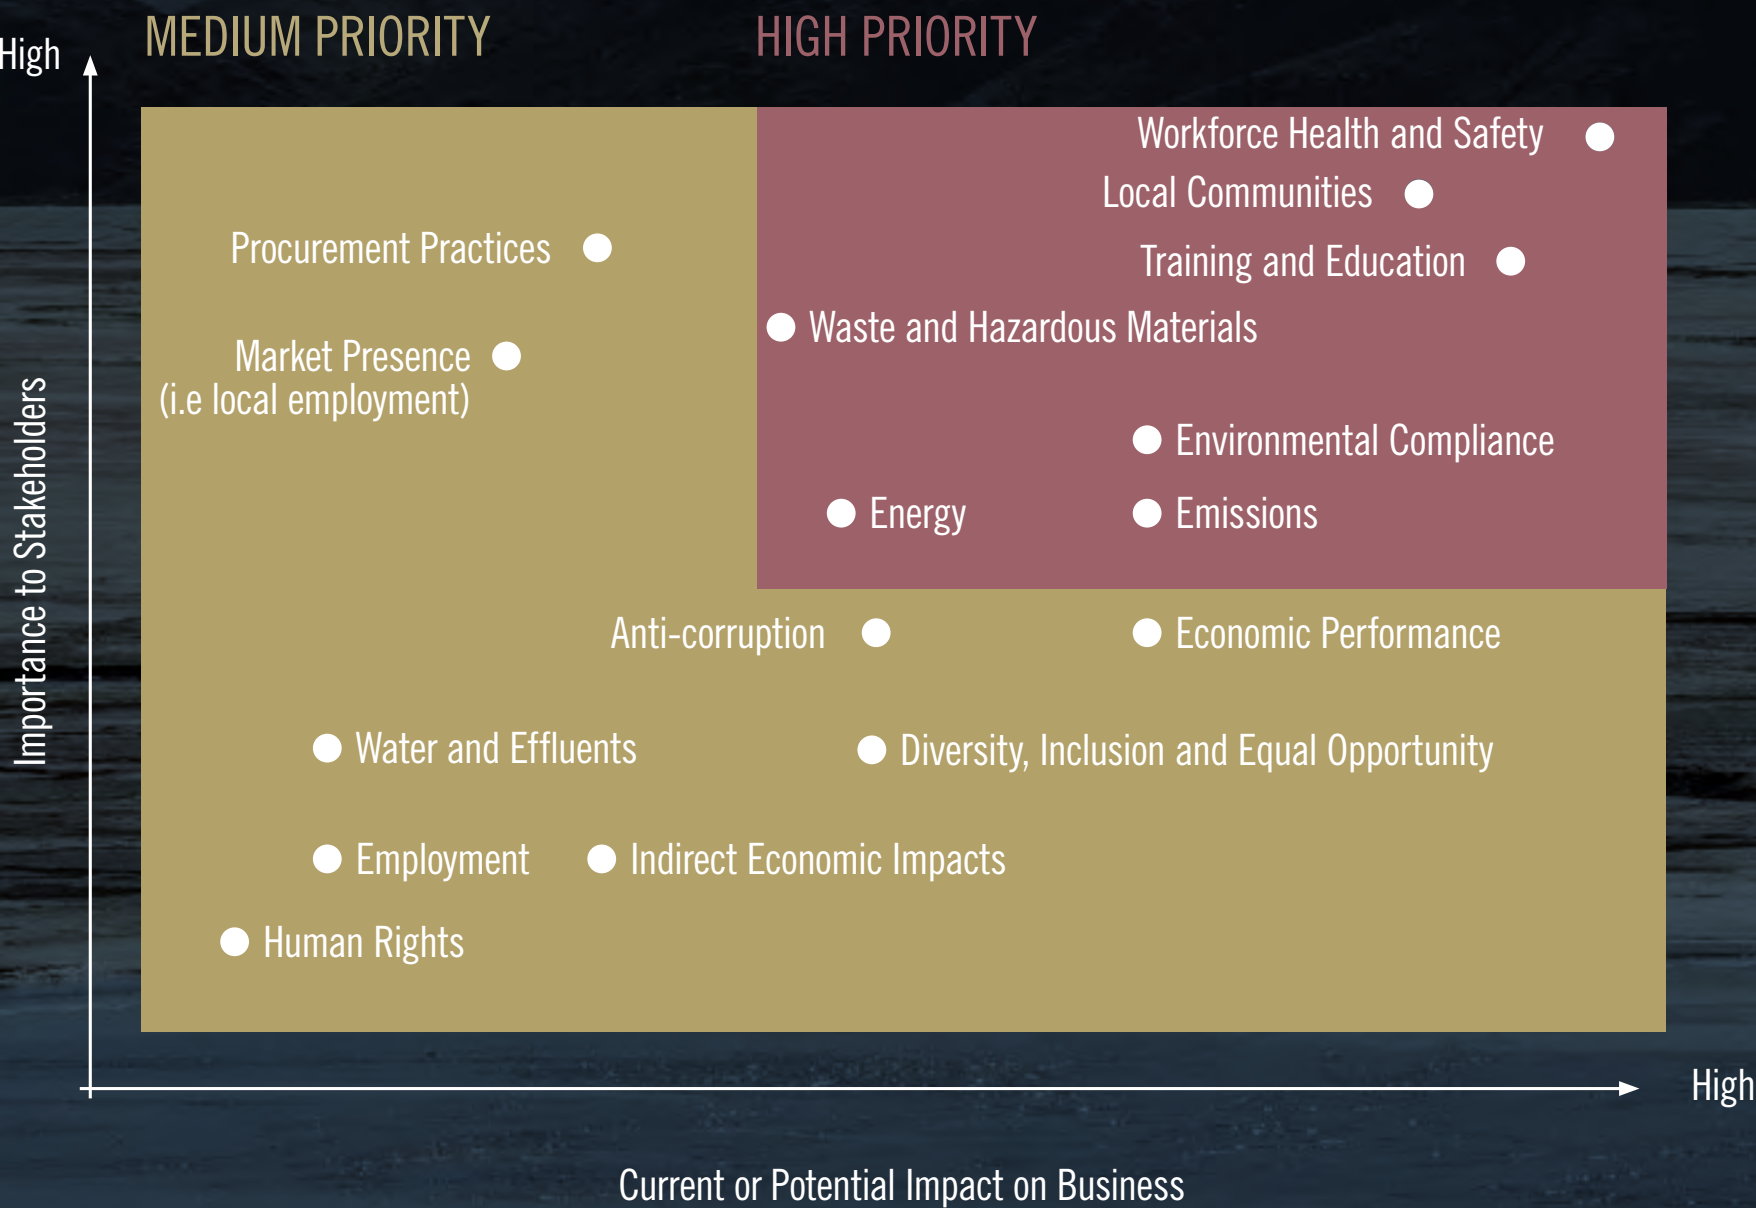 MEDIUM PRIORITY
HIGH PRIORITY
High
Workforce Health and Safety
Local Communities
Procurement Practices
Training and Education
Waste and Hazardous Materials
Market Presence
(i.e local employment)
Environmental Compliance
Energy
Emissions
Importance to Stakeholders
Anti-corruption
Economic Performance
Water and Effluents
Diversity, Inclusion and Equal Opportunity
Employment
Indirect Economic Impacts
Human Rights
High
Current or Potential Impact on Business